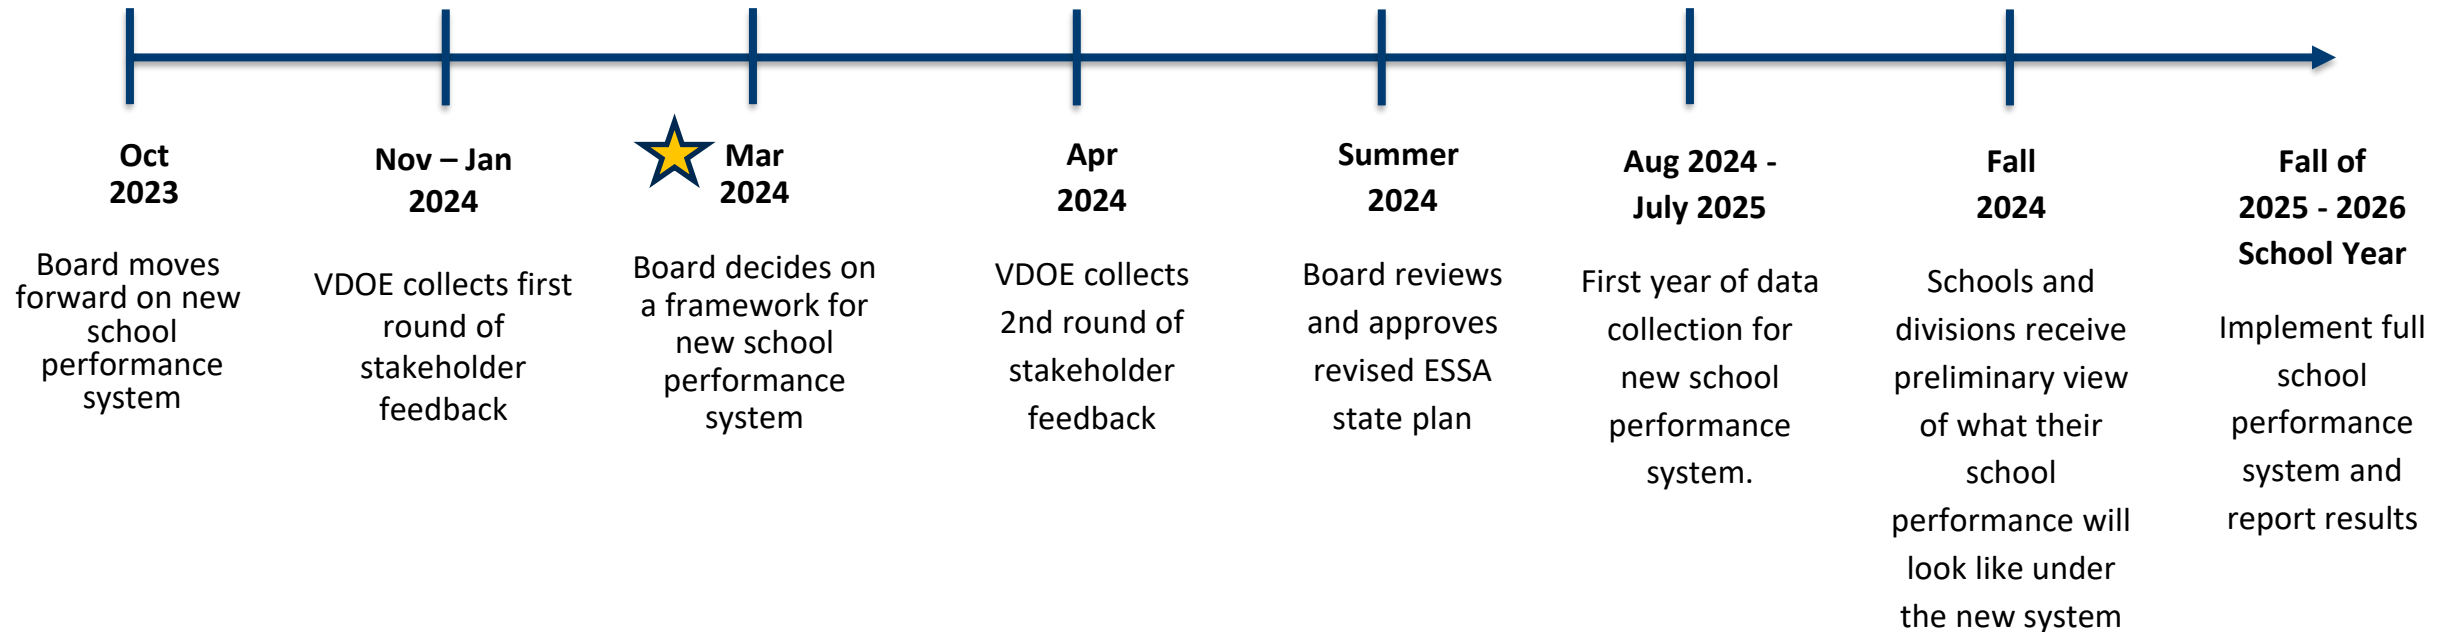 Oct
2023
Board moves
forward on new
school
performance
system
Nov – Jan
2024
VDOE collects first
round of
stakeholder
feedback
Mar
2024
Board decides on
a framework for
new school
performance
system
Apr
2024
VDOE collects
2nd round of
stakeholder
feedback
Summer
2024
Board reviews
and approves
revised ESSA
state plan
Aug 2024 -
July 2025
First year of data
collection for
new school
performance
system.
Fall
2024
Schools and
divisions receive
preliminary view
of what their
school
performance will
look like under
the new system
Fall of
2025 - 2026
School Year
Implement full
school
performance
system and
report results